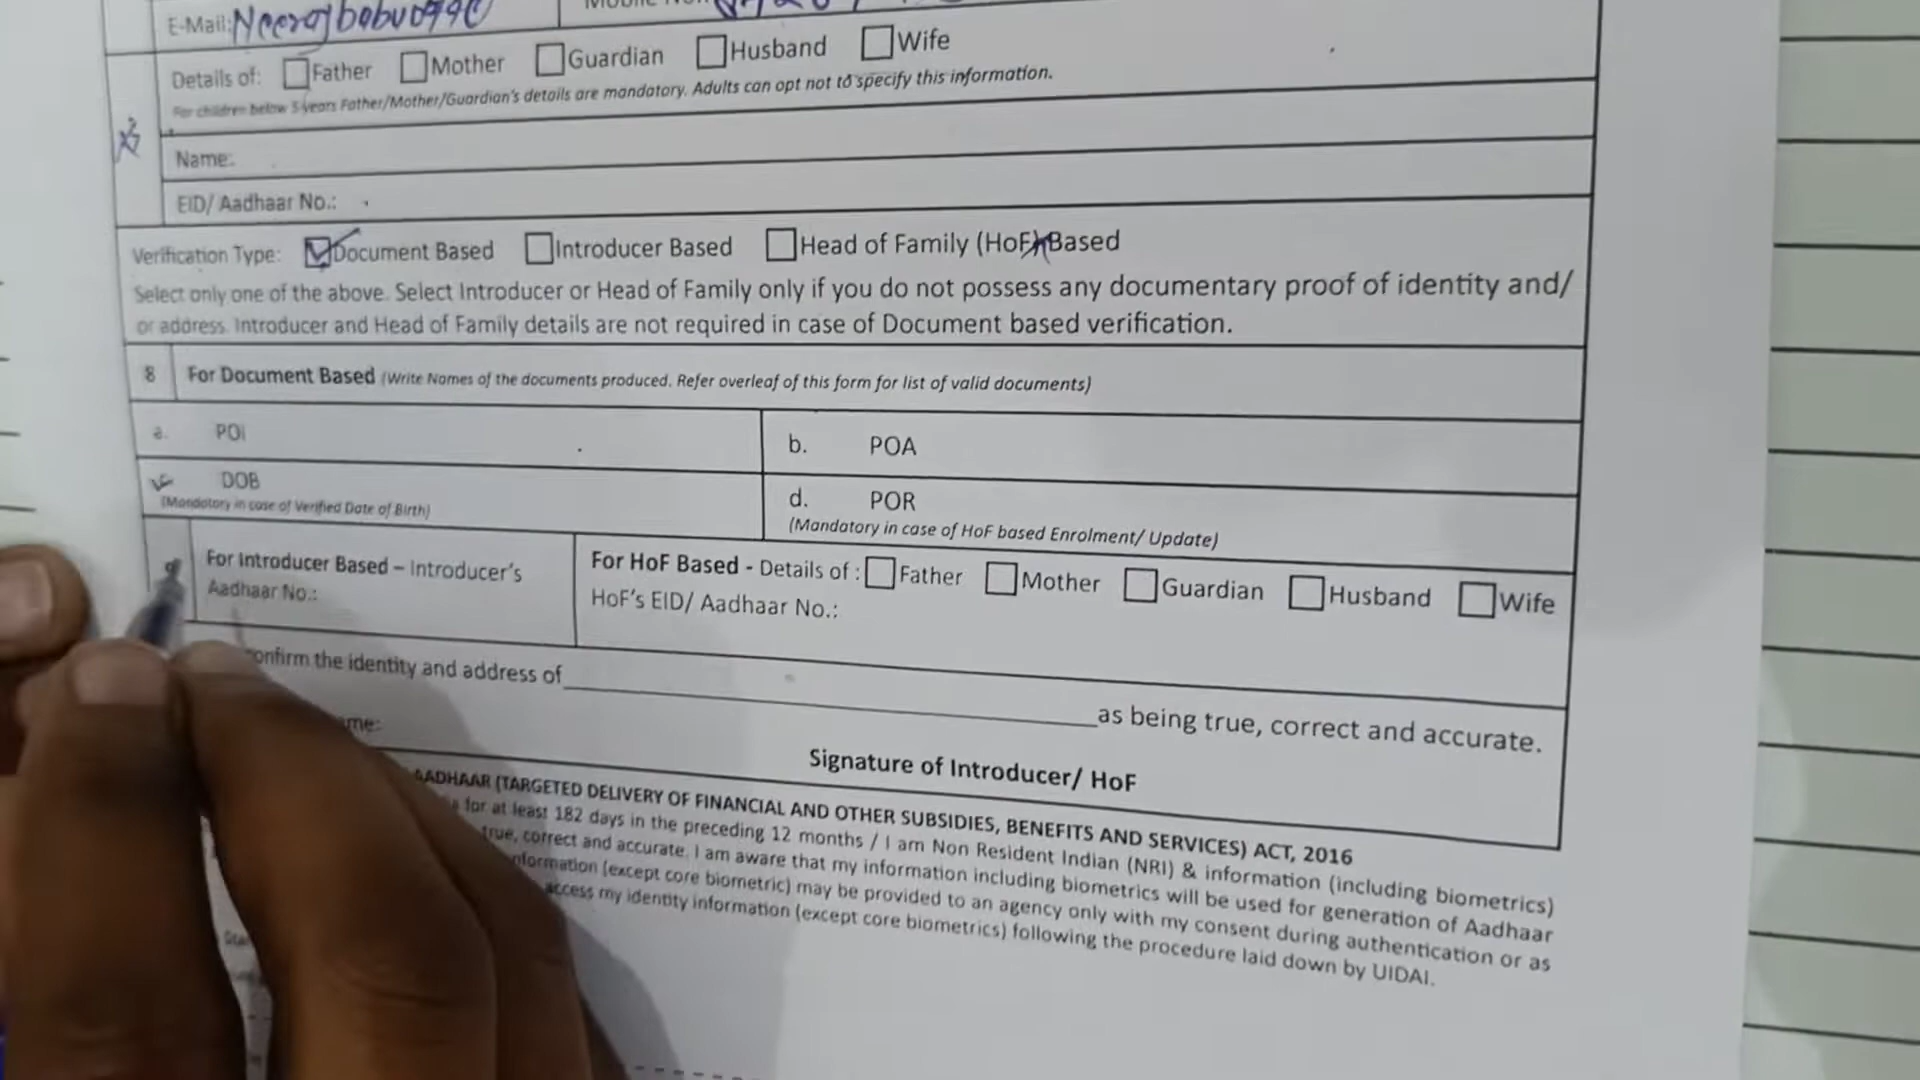 E-Mail: Neerajbabu099
Details of: Father Mother Guardian Husband Wife
For children below 5 years Father/Mother/Guardian's details are mandatory. Adults can opt not to specify this information.
Name:
EID/ Aadhaar No.:
Verification Type: Document Based Introducer Based Head of Family (HoF) Based
Select only one of the above. Select Introducer or Head of Family only if you do not possess any documentary proof of identity and/
or address. Introducer and Head of Family details are not required in case of Document based verification.
8 For Document Based (Write Names of the documents produced. Refer overleaf of this form for list of valid documents)
a. POI
b. POA
DOB
(Mandatory in case of Verified Date of Birth)
d. POR
(Mandatory in case of HoF based Enrolment/ Update)
For Introducer Based – Introducer's
Aadhaar No.:
For HoF Based - Details of : Father Mother Guardian Husband Wife
HoF's EID/ Aadhaar No.:
confirm the identity and address of as being true, correct and accurate.
me:
Signature of Introducer/ HoF
AADHAAR (TARGETED DELIVERY OF FINANCIAL AND OTHER SUBSIDIES, BENEFITS AND SERVICES) ACT, 2016
for at least 182 days in the preceding 12 months / I am Non Resident Indian (NRI) & information (including biometrics)
true, correct and accurate. I am aware that my information including biometrics will be used for generation of Aadhaar
nformation (except core biometric) may be provided to an agency only with my consent during authentication or as
access my identity information (except core biometrics) following the procedure laid down by UIDAI.